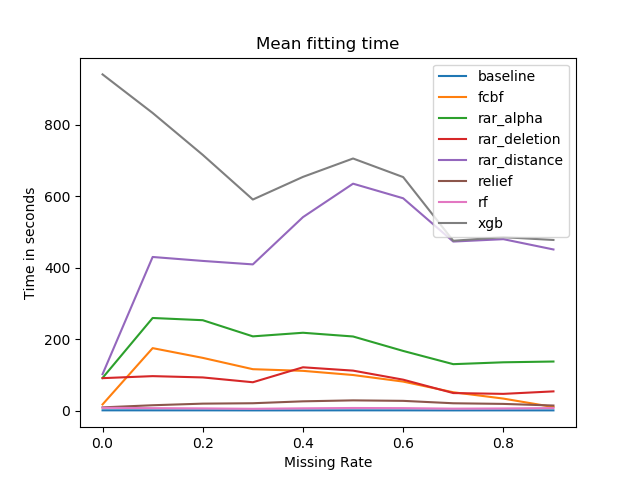 Mean fitting time
Time in seconds
800
600
400
200
0
baseline
fcbf
rar_alpha
rar_deletion
rar_distance
relief
rf
xgb
0.0
0.2
0.4
0.6
0.8
Missing Rate